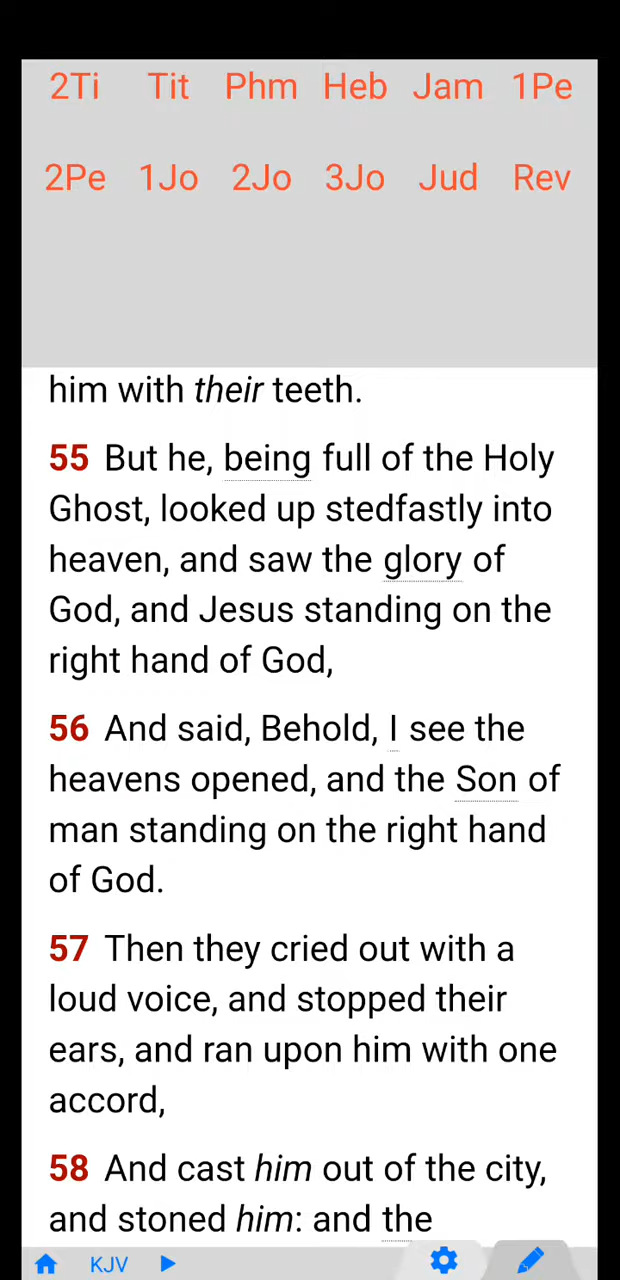 2Ti Tit Phm Heb Jam 1Pe
2Pe 1Jo 2Jo 3Jo Jud Rev
him with their teeth.
55 But he, being full of the Holy
Ghost, looked up stedfastly into
heaven, and saw the glory of
God, and Jesus standing on the
right hand of God,
56 And said, Behold, I see the
heavens opened, and the Son of
man standing on the right hand
of God.
57 Then they cried out with a
loud voice, and stopped their
ears, and ran upon him with one
accord,
58 And cast him out of the city,
and stoned him: and the
KJV